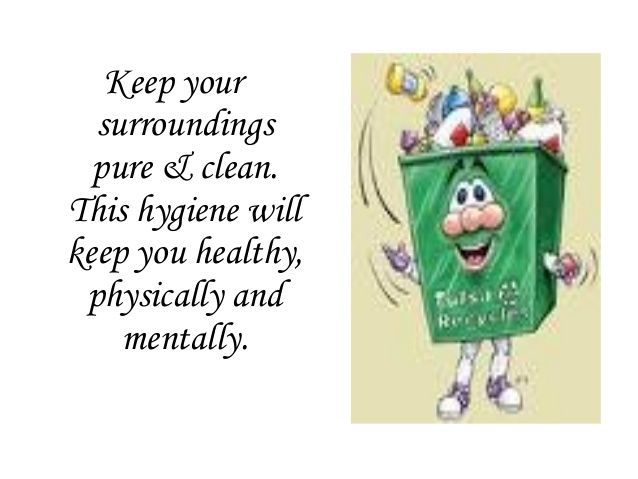 Keep your
surroundings
pure & clean.
This hygiene will
keep you healthy,
physically and
mentally.
Tulsa
Recycles